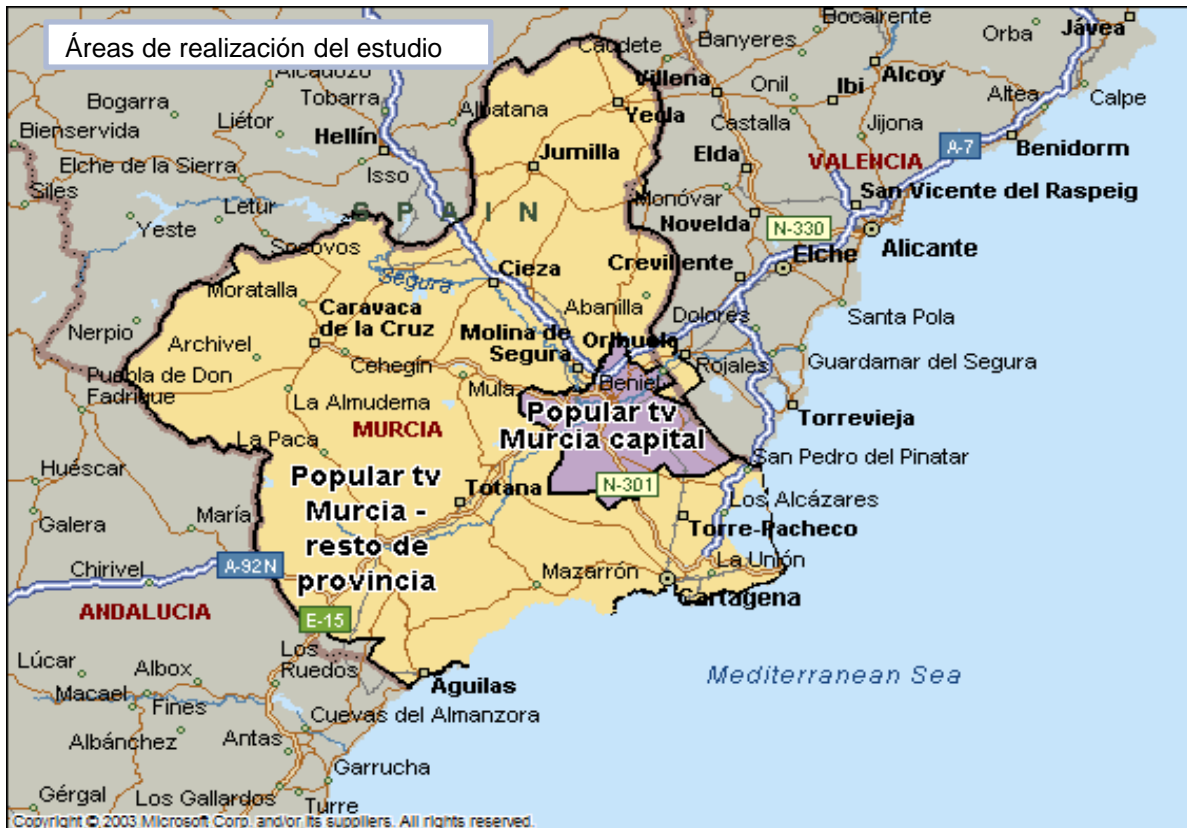 Áreas de realización del estudio
Bocairente
Orba
Jávea
Caudete
Banyeres
Alcadozo
Villena
Onil
Ibi
Alcoy
Altea
Calpe
Bogarra
Tobarra
Albatana
Yecla
Castalla
Jijona
A-7
Benidorm
Bienservida
Liétor
Hellín
Elche de la Sierra
Isso
Jumilla
Elda
VALENCIA
Siles
Letur
Monóvar
San Vicente del Raspeig
Yeste
SPAIN
Novelda
N-330
Alicante
Socovos
Elche
Cieza
Crevillente
Segura
Moratalla
Abanilla
Nerpio
Caravaca
de la Cruz
Molina de
Segura
Orihuela
Dolores
Santa Pola
Archivel
Cehegín
Rojales
Guardamar del Segura
Puebla de Don
Fadrique
Mula
Beniel
La Almudema
Popular tv
Murcia capital
Torrevieja
MURCIA
La Paca
San Pedro del Pinatar
Huéscar
Popular tv
Murcia -
resto de
provincia
Totana
N-301
Los Alcázares
Galera
María
Torre-Pacheco
Chirivel
A-92N
Mazarrón
La Unión
Cartagena
ANDALUCIA
E-15
Lúcar
Albox
Los
Ruedos
Mediterranean Sea
Macael
Fines
Aguilas
Cuevas del Almanzora
Albánchez
Antas
Garrucha
Gérgal
Los Gallardos
Turre
Copyright © 2003 Microsoft Corp. and/or its suppliers. All rights reserved.